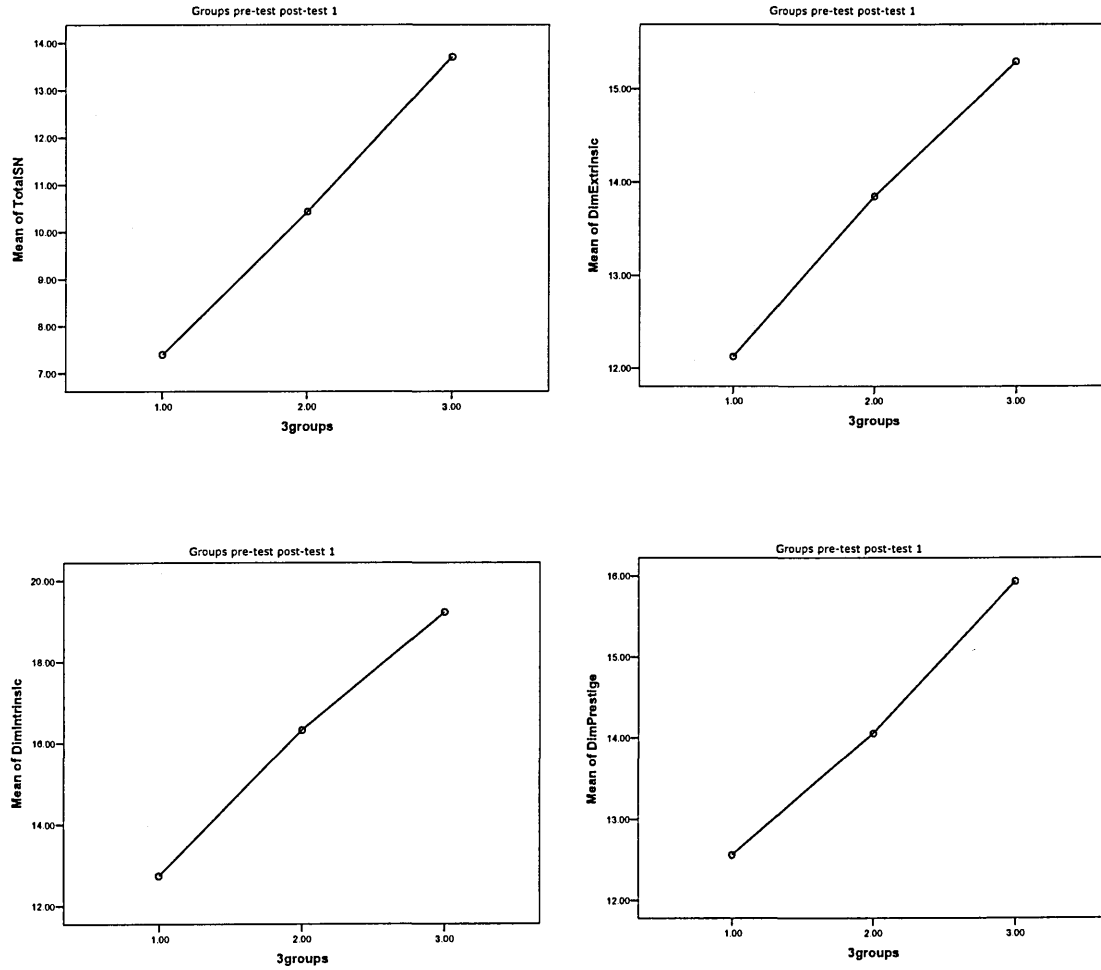 Groups pre-test post-test 1
14.00
13.00
12.00
11.00
10.00
9.00
8.00
7.00
Mean of TotalSN
1.00 2.00 3.00
3groups
Groups pre-test post-test 1
15.00
14.00
13.00
12.00
Mean of DimExtrinsic
1.00 2.00 3.00
3groups
Groups pre-test post-test 1
20.00
18.00
16.00
14.00
12.00
Mean of DimIntrinsic
1.00 2.00 3.00
3groups
Groups pre-test post-test 1
16.00
15.00
14.00
13.00
12.00
Mean of DimPrestige
1.00 2.00 3.00
3groups